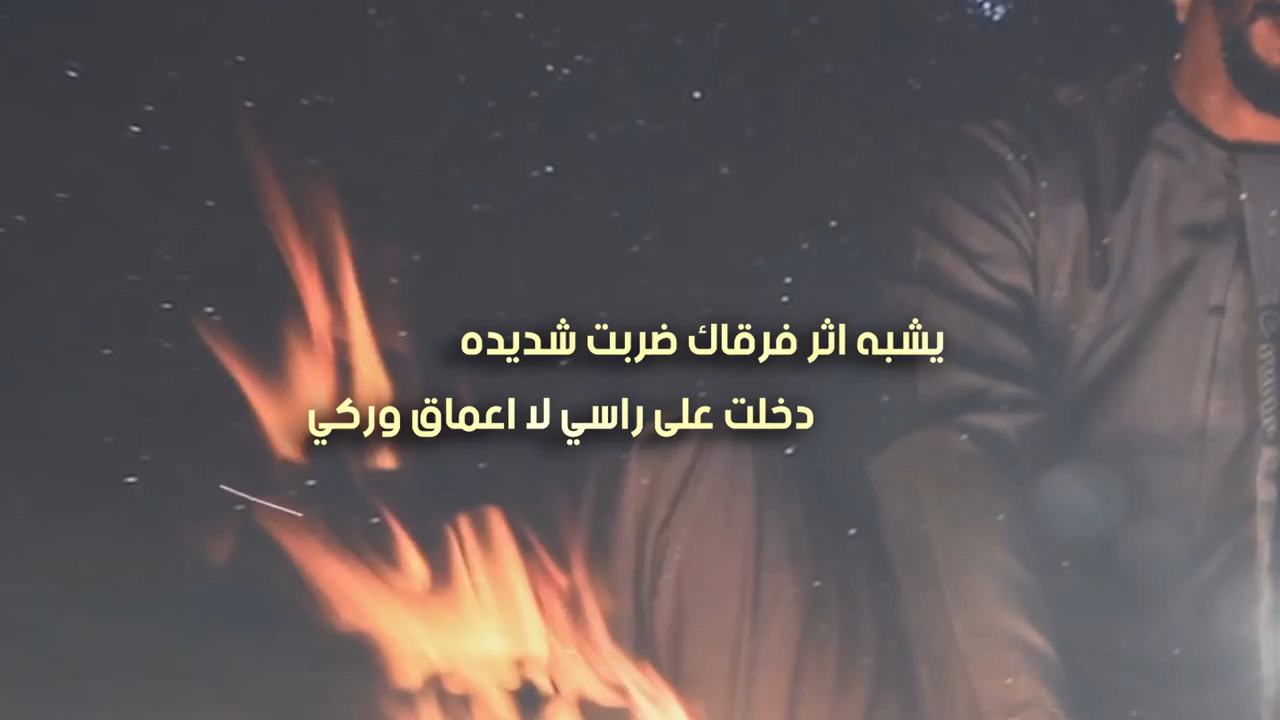 يشبه اثر فرقاك ضربت شديده
دخلت على راسي لا اعماق وركي